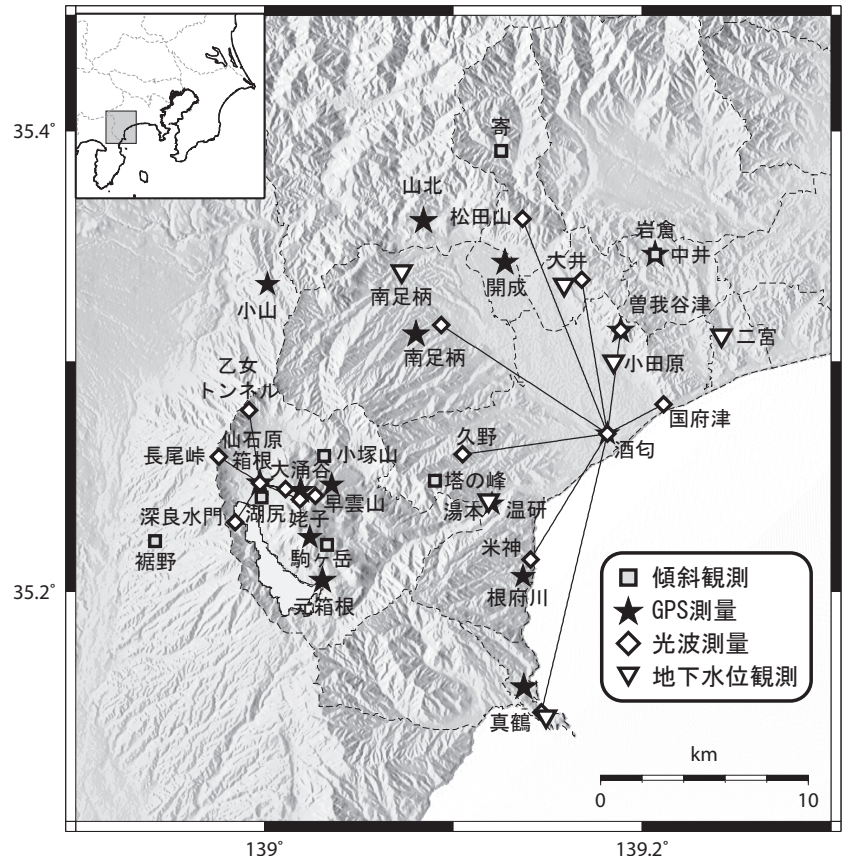 35.4°
寄
山北
松田山
岩倉
中井
大井
開成
南足柄
小山
曽我谷津
二宮
小田原
南足柄
乙女
トンネル
国府津
酒匂
久野
仙石原
長尾峠
箱根
大涌谷
小塚山
塔の峰
早雲山
湯本
温研
深良水門
湖尻
姥子
裾野
駒ヶ岳
米神
35.2°
元箱根
根府川
真鶴
傾斜観測
GPS測量
光波測量
地下水位観測
km
0
10
139°
139.2°